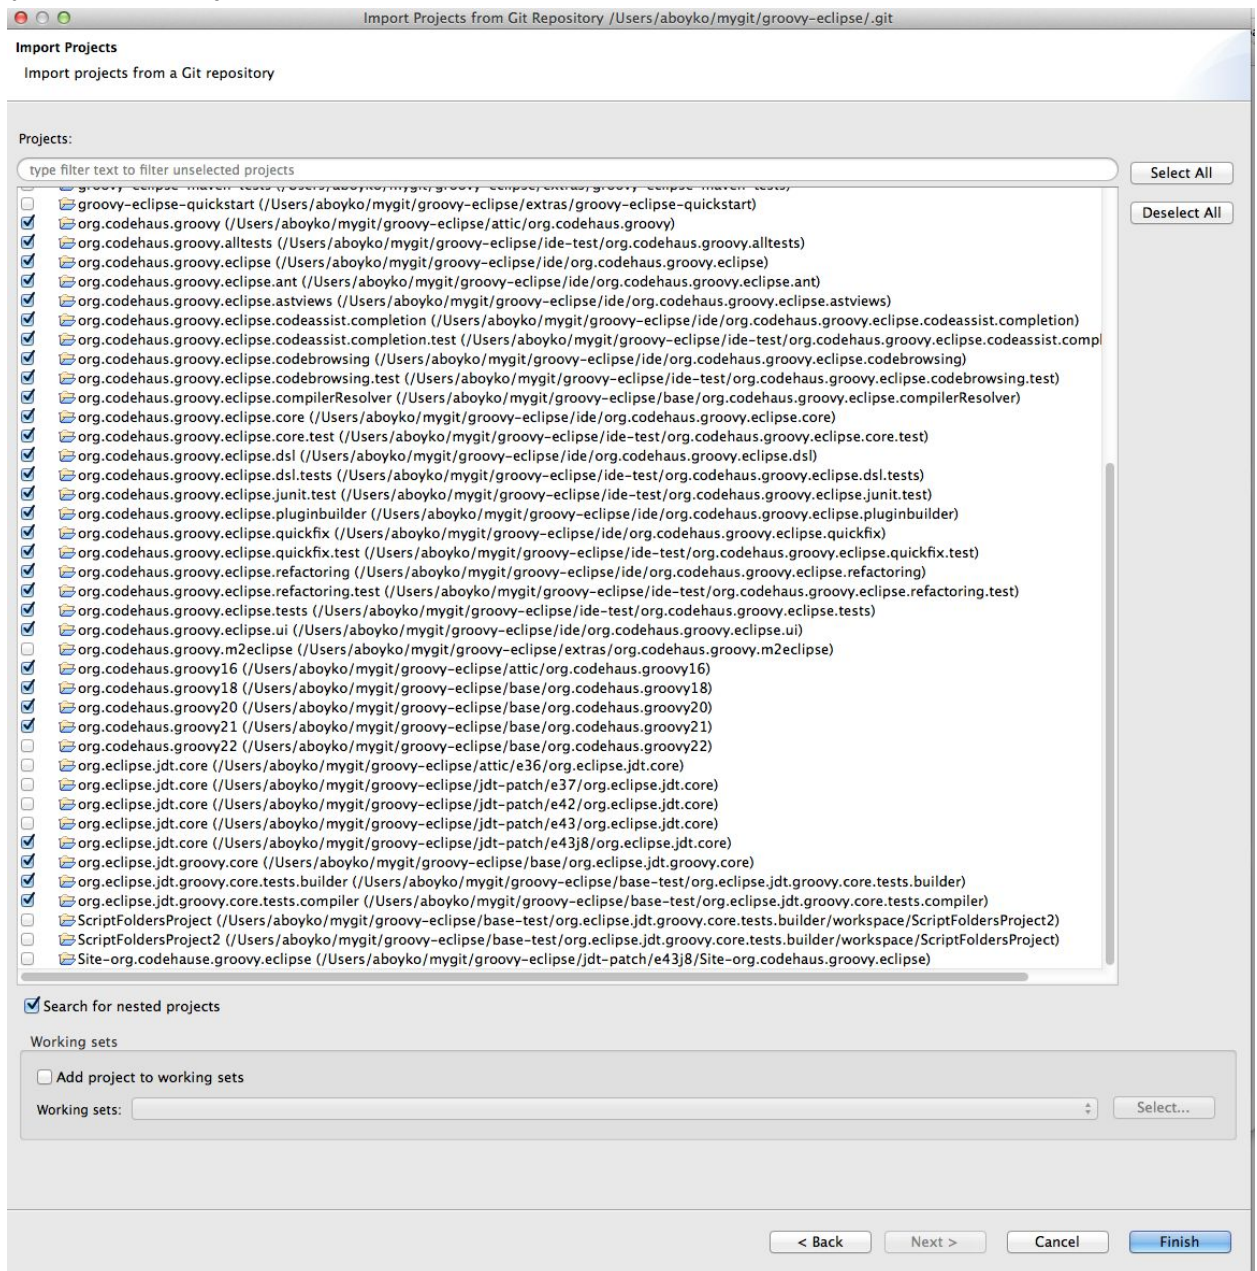 Import Projects from Git Repository /Users/aboyko/mygit/groovy-eclipse/.git
Import Projects
Import projects from a Git repository
Projects:
type filter text to filter unselected projects
Select All
groovy-eclipse-maven-tests (/Users/aboyko/mygit/groovy-eclipse/extras/groovy-eclipse-maven-tests)
groovy-eclipse-quickstart (/Users/aboyko/mygit/groovy-eclipse/extras/groovy-eclipse-quickstart)
Deselect All
org.codehaus.groovy (/Users/aboyko/mygit/groovy-eclipse/attic/org.codehaus.groovy)
org.codehaus.groovy.alltests (/Users/aboyko/mygit/groovy-eclipse/ide-test/org.codehaus.groovy.alltests)
org.codehaus.groovy.eclipse (/Users/aboyko/mygit/groovy-eclipse/ide/org.codehaus.groovy.eclipse)
org.codehaus.groovy.eclipse.ant (/Users/aboyko/mygit/groovy-eclipse/ide/org.codehaus.groovy.eclipse.ant)
org.codehaus.groovy.eclipse.astviews (/Users/aboyko/mygit/groovy-eclipse/ide/org.codehaus.groovy.eclipse.astviews)
org.codehaus.groovy.eclipse.codeassist.completion (/Users/aboyko/mygit/groovy-eclipse/ide/org.codehaus.groovy.eclipse.codeassist.completion)
org.codehaus.groovy.eclipse.codeassist.completion.test (/Users/aboyko/mygit/groovy-eclipse/ide-test/org.codehaus.groovy.eclipse.codeassist.compl
org.codehaus.groovy.eclipse.codebrowsing (/Users/aboyko/mygit/groovy-eclipse/ide/org.codehaus.groovy.eclipse.codebrowsing)
org.codehaus.groovy.eclipse.codebrowsing.test (/Users/aboyko/mygit/groovy-eclipse/ide-test/org.codehaus.groovy.eclipse.codebrowsing.test)
org.codehaus.groovy.eclipse.compilerResolver (/Users/aboyko/mygit/groovy-eclipse/base/org.codehaus.groovy.eclipse.compilerResolver)
org.codehaus.groovy.eclipse.core (/Users/aboyko/mygit/groovy-eclipse/ide/org.codehaus.groovy.eclipse.core)
org.codehaus.groovy.eclipse.core.test (/Users/aboyko/mygit/groovy-eclipse/ide-test/org.codehaus.groovy.eclipse.core.test)
org.codehaus.groovy.eclipse.dsl (/Users/aboyko/mygit/groovy-eclipse/ide/org.codehaus.groovy.eclipse.dsl)
org.codehaus.groovy.eclipse.dsl.tests (/Users/aboyko/mygit/groovy-eclipse/ide-test/org.codehaus.groovy.eclipse.dsl.tests)
org.codehaus.groovy.eclipse.junit.test (/Users/aboyko/mygit/groovy-eclipse/ide-test/org.codehaus.groovy.eclipse.junit.test)
org.codehaus.groovy.eclipse.pluginbuilder (/Users/aboyko/mygit/groovy-eclipse/ide/org.codehaus.groovy.eclipse.pluginbuilder)
org.codehaus.groovy.eclipse.quickfix (/Users/aboyko/mygit/groovy-eclipse/ide/org.codehaus.groovy.eclipse.quickfix)
org.codehaus.groovy.eclipse.quickfix.test (/Users/aboyko/mygit/groovy-eclipse/ide-test/org.codehaus.groovy.eclipse.quickfix.test)
org.codehaus.groovy.eclipse.refactoring (/Users/aboyko/mygit/groovy-eclipse/ide/org.codehaus.groovy.eclipse.refactoring)
org.codehaus.groovy.eclipse.refactoring.test (/Users/aboyko/mygit/groovy-eclipse/ide-test/org.codehaus.groovy.eclipse.refactoring.test)
org.codehaus.groovy.eclipse.tests (/Users/aboyko/mygit/groovy-eclipse/ide-test/org.codehaus.groovy.eclipse.tests)
org.codehaus.groovy.eclipse.ui (/Users/aboyko/mygit/groovy-eclipse/ide/org.codehaus.groovy.eclipse.ui)
org.codehaus.groovy.m2eclipse (/Users/aboyko/mygit/groovy-eclipse/extras/org.codehaus.groovy.m2eclipse)
org.codehaus.groovy16 (/Users/aboyko/mygit/groovy-eclipse/attic/org.codehaus.groovy16)
org.codehaus.groovy18 (/Users/aboyko/mygit/groovy-eclipse/base/org.codehaus.groovy18)
org.codehaus.groovy20 (/Users/aboyko/mygit/groovy-eclipse/base/org.codehaus.groovy20)
org.codehaus.groovy21 (/Users/aboyko/mygit/groovy-eclipse/base/org.codehaus.groovy21)
org.codehaus.groovy22 (/Users/aboyko/mygit/groovy-eclipse/base/org.codehaus.groovy22)
org.eclipse.jdt.core (/Users/aboyko/mygit/groovy-eclipse/attic/e36/org.eclipse.jdt.core)
org.eclipse.jdt.core (/Users/aboyko/mygit/groovy-eclipse/jdt-patch/e37/org.eclipse.jdt.core)
org.eclipse.jdt.core (/Users/aboyko/mygit/groovy-eclipse/jdt-patch/e42/org.eclipse.jdt.core)
org.eclipse.jdt.core (/Users/aboyko/mygit/groovy-eclipse/jdt-patch/e43/org.eclipse.jdt.core)
org.eclipse.jdt.core (/Users/aboyko/mygit/groovy-eclipse/jdt-patch/e43j8/org.eclipse.jdt.core)
org.eclipse.jdt.groovy.core (/Users/aboyko/mygit/groovy-eclipse/base/org.eclipse.jdt.groovy.core)
org.eclipse.jdt.groovy.core.tests.builder (/Users/aboyko/mygit/groovy-eclipse/base-test/org.eclipse.jdt.groovy.core.tests.builder)
org.eclipse.jdt.groovy.core.tests.compiler (/Users/aboyko/mygit/groovy-eclipse/base-test/org.eclipse.jdt.groovy.core.tests.compiler)
ScriptFoldersProject (/Users/aboyko/mygit/groovy-eclipse/base-test/org.eclipse.jdt.groovy.core.tests.builder/workspace/ScriptFoldersProject2)
ScriptFoldersProject2 (/Users/aboyko/mygit/groovy-eclipse/base-test/org.eclipse.jdt.groovy.core.tests.builder/workspace/ScriptFoldersProject)
Site-org.codehause.groovy.eclipse (/Users/aboyko/mygit/groovy-eclipse/jdt-patch/e43j8/Site-org.codehaus.groovy.eclipse)
Search for nested projects
Working sets
Add project to working sets
Working sets:
Select...
< Back
Next >
Cancel
Finish